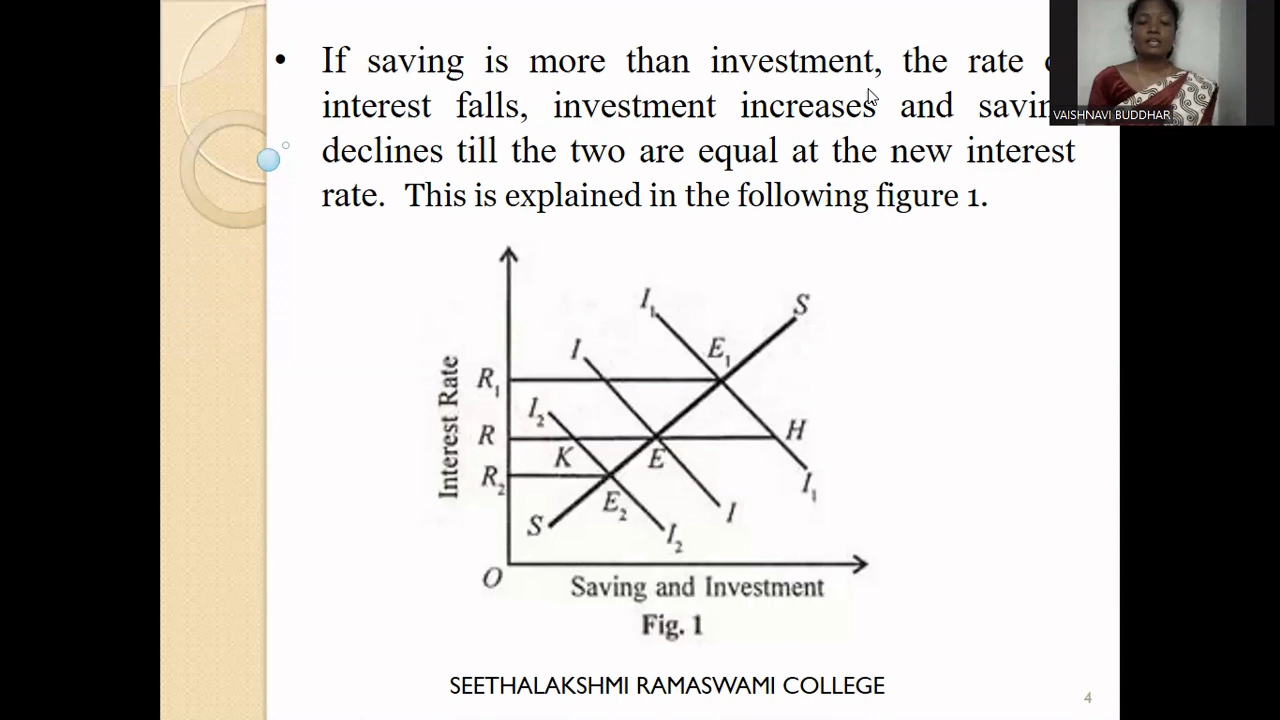 • If saving is more than investment, the rate
interest falls, investment increases and
declines till the two are equal at the new interest
rate. This is explained in the following figure 1.
VAISHNAVI BUDDHAR
I₁
S
E₁
I
R₁
I₂
R
H
K
E
R₂
I₁
E₂
I
S
I₂
O
Interest Rate
Saving and Investment
Fig. 1
SEETHALAKSHMI RAMASWAMI COLLEGE
4